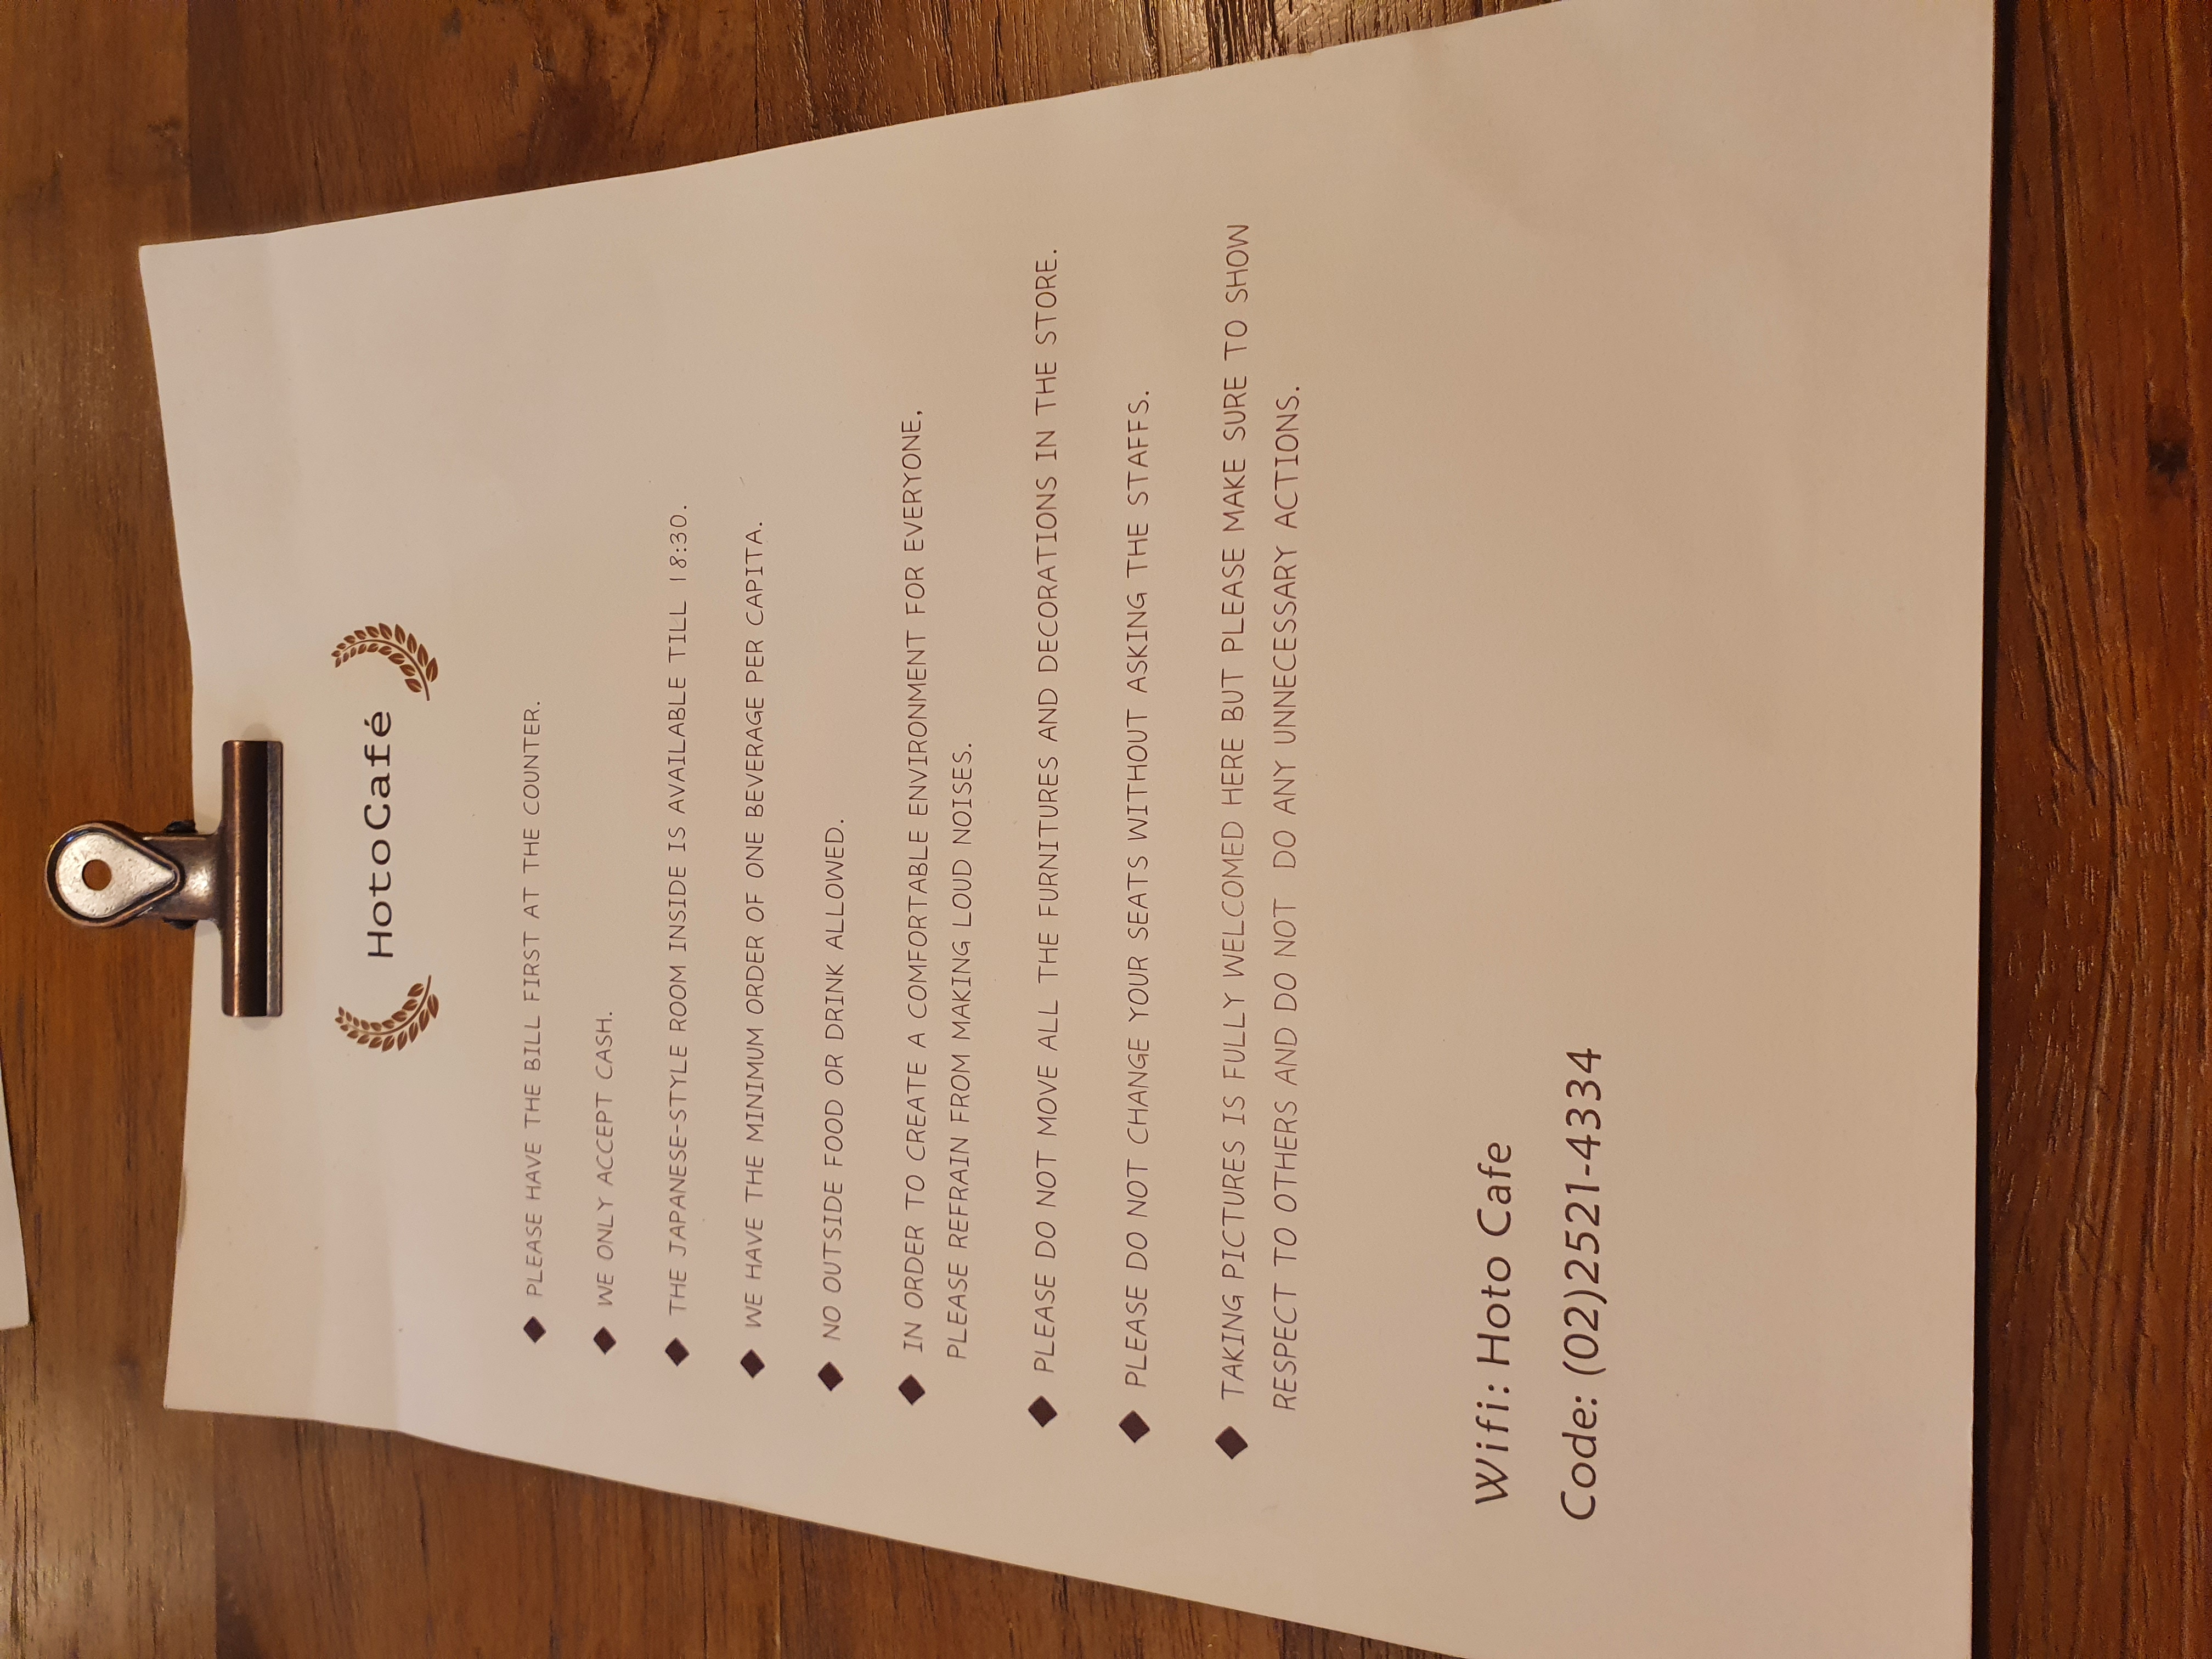 HotoCafé
◆ PLEASE HAVE THE BILL FIRST AT THE COUNTER.
◆ WE ONLY ACCEPT CASH.
◆ THE JAPANESE-STYLE ROOM INSIDE IS AVAILABLE TILL 18:30.
◆ WE HAVE THE MINIMUM ORDER OF ONE BEVERAGE PER CAPITA.
◆ NO OUTSIDE FOOD OR DRINK ALLOWED.
◆ IN ORDER TO CREATE A COMFORTABLE ENVIRONMENT FOR EVERYONE,
PLEASE REFRAIN FROM MAKING LOUD NOISES.
◆ PLEASE DO NOT MOVE ALL THE FURNITURES AND DECORATIONS IN THE STORE.
◆ PLEASE DO NOT CHANGE YOUR SEATS WITHOUT ASKING THE STAFFS.
◆ TAKING PICTURES IS FULLY WELCOMED HERE BUT PLEASE MAKE SURE TO SHOW
RESPECT TO OTHERS AND DO NOT DO ANY UNNECESSARY ACTIONS.
Wifi: Hoto Cafe
Code: (02)2521-4334